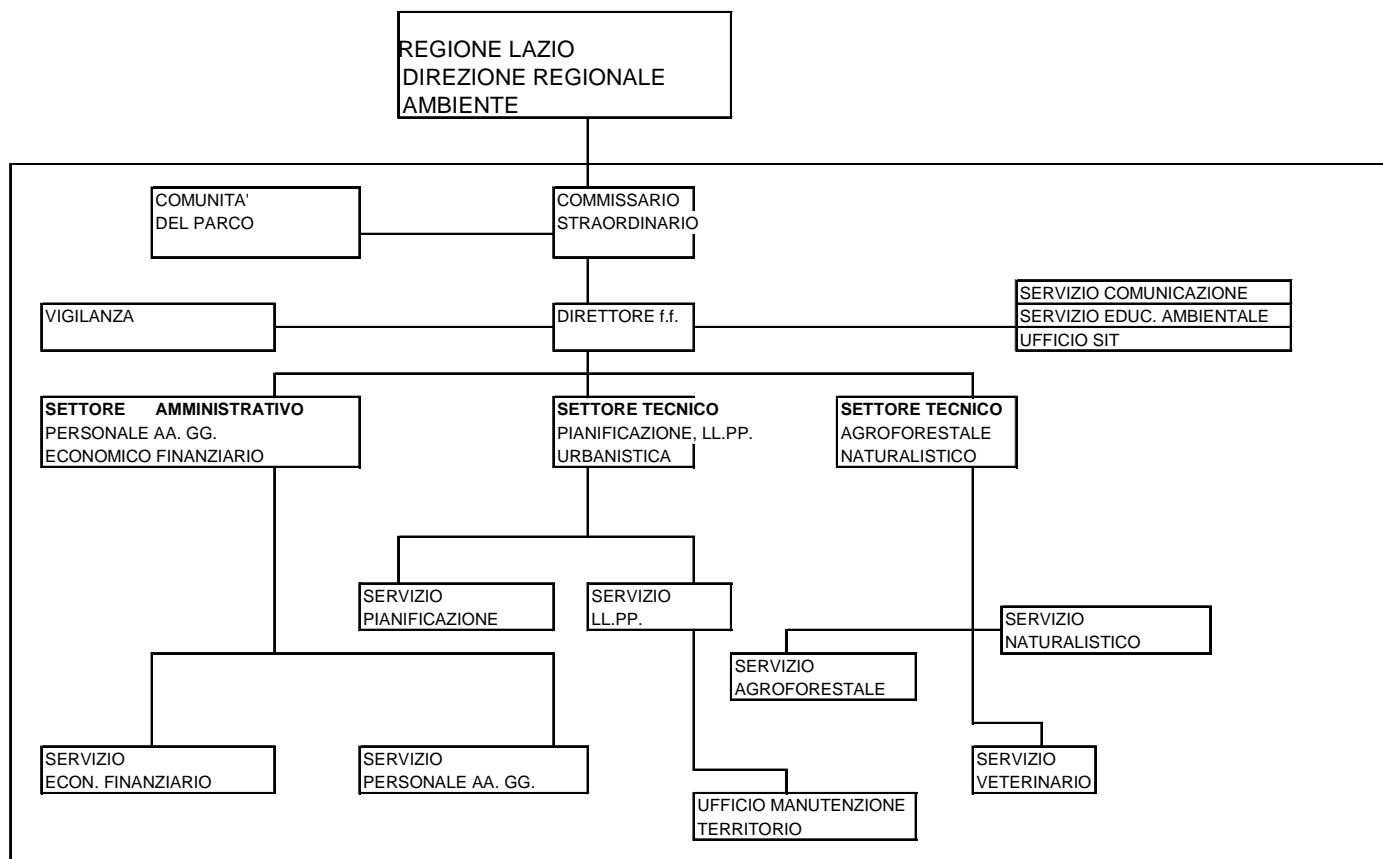 REGIONE LAZIO
DIREZIONE REGIONALE
AMBIENTE
COMUNITA'
DEL PARCO
COMMISSARIO
STRAORDINARIO
VIGILANZA
DIRETTORE f.f.
SERVIZIO COMUNICAZIONE
SERVIZIO EDUC. AMBIENTALE
UFFICIO SIT
SETTORE AMMINISTRATIVO
PERSONALE AA. GG.
ECONOMICO FINANZIARIO
SETTORE TECNICO
PIANIFICAZIONE, LL.PP.
URBANISTICA
SETTORE TECNICO
AGROFORESTALE
NATURALISTICO
SERVIZIO
PIANIFICAZIONE
SERVIZIO
LL.PP.
SERVIZIO
NATURALISTICO
SERVIZIO
AGROFORESTALE
SERVIZIO
ECON. FINANZIARIO
SERVIZIO
PERSONALE AA. GG.
SERVIZIO
VETERINARIO
UFFICIO MANUTENZIONE
TERRITORIO